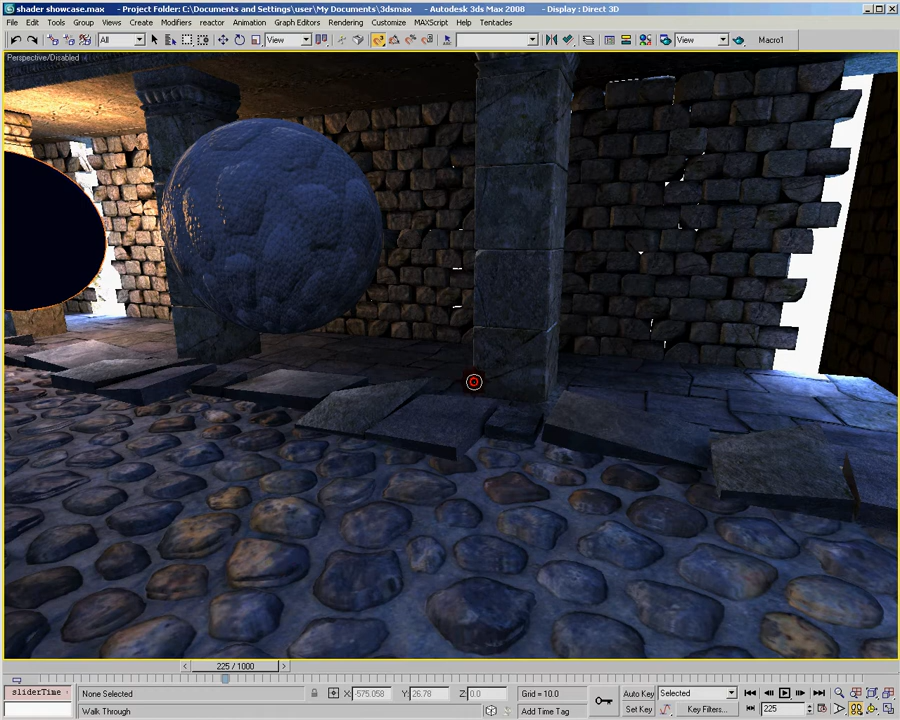 shader showcase.max - Project Folder: C:\Documents and Settings\user\My Documents\3dsmax - Autodesk 3ds Max 2008 - Display : Direct 3D
File Edit Tools Group Views Create Modifiers reactor Animation Graph Editors Rendering Customize MAXScript Help Tentacles
All View View Macro1
Perspective/Disabled
225 / 1000
sliderTime None Selected X: -575.058 Y: 26.78 Z: 0.0 Grid = 10.0 Auto Key Selected
Walk Through Add Time Tag Set Key Key Filters... 225